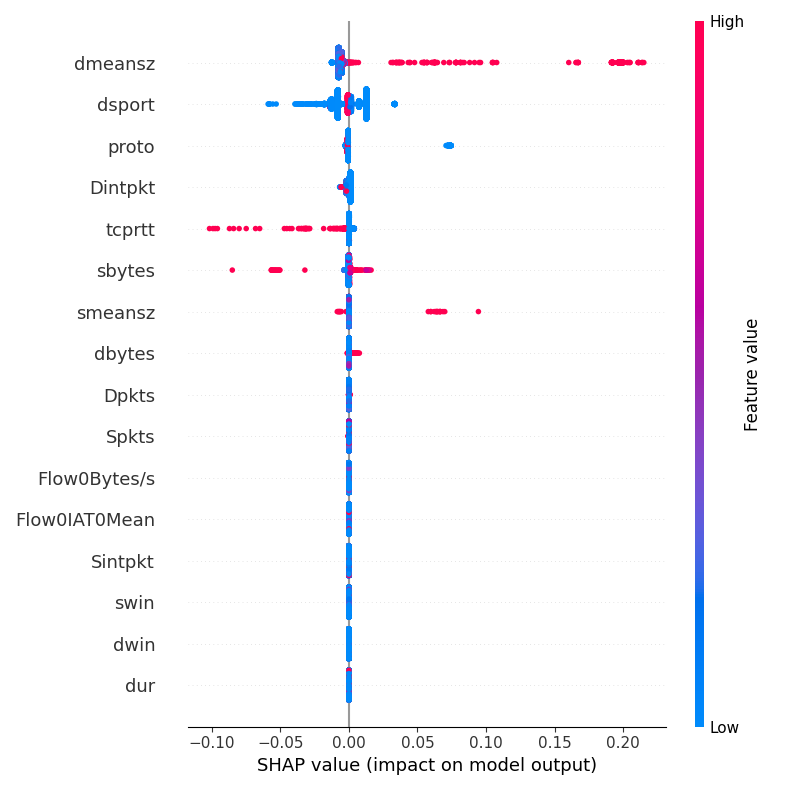 High
dmeansz
dsport
proto
Dintpkt
tcprtt
sbytes
smeansz
dbytes
Dpkts
Spkts
Flow0Bytes/s
Flow0IAT0Mean
Sintpkt
swin
dwin
dur
Feature value
Low
−0.10 −0.05 0.00 0.05 0.10 0.15 0.20
SHAP value (impact on model output)